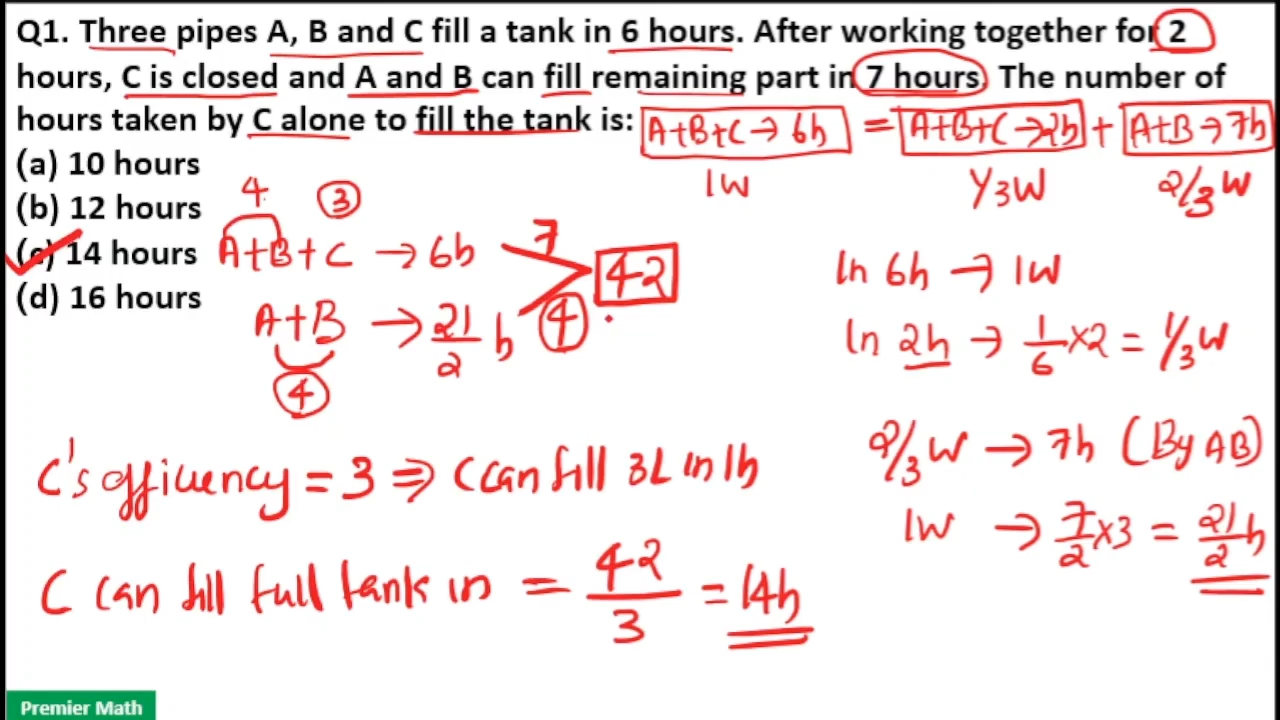 Q1. Three pipes A, B and C fill a tank in 6 hours. After working together for 2
hours, C is closed and A and B can fill remaining part in 7 hours. The number of
hours taken by C alone to fill the tank is:
A+B+C → 6h = A+B+C → 2h + A+B → 7h
1W 1/3 W 2/3 W
(a) 10 hours
(b) 12 hours
(c) 14 hours
(d) 16 hours
4 3
A+B+C → 6h 7
42
A+B → 21/2 h 4
4
In 6h → 1W
In 2h → 1/6 ×2 = 1/3 W
2/3 W → 7h (By AB)
1W → 7/2 ×3 = 21/2 h
C's efficuency = 3 ⇒ C can fill 3L in 1h
C can fill full tank in = 42/3 = 14h
Premier Math